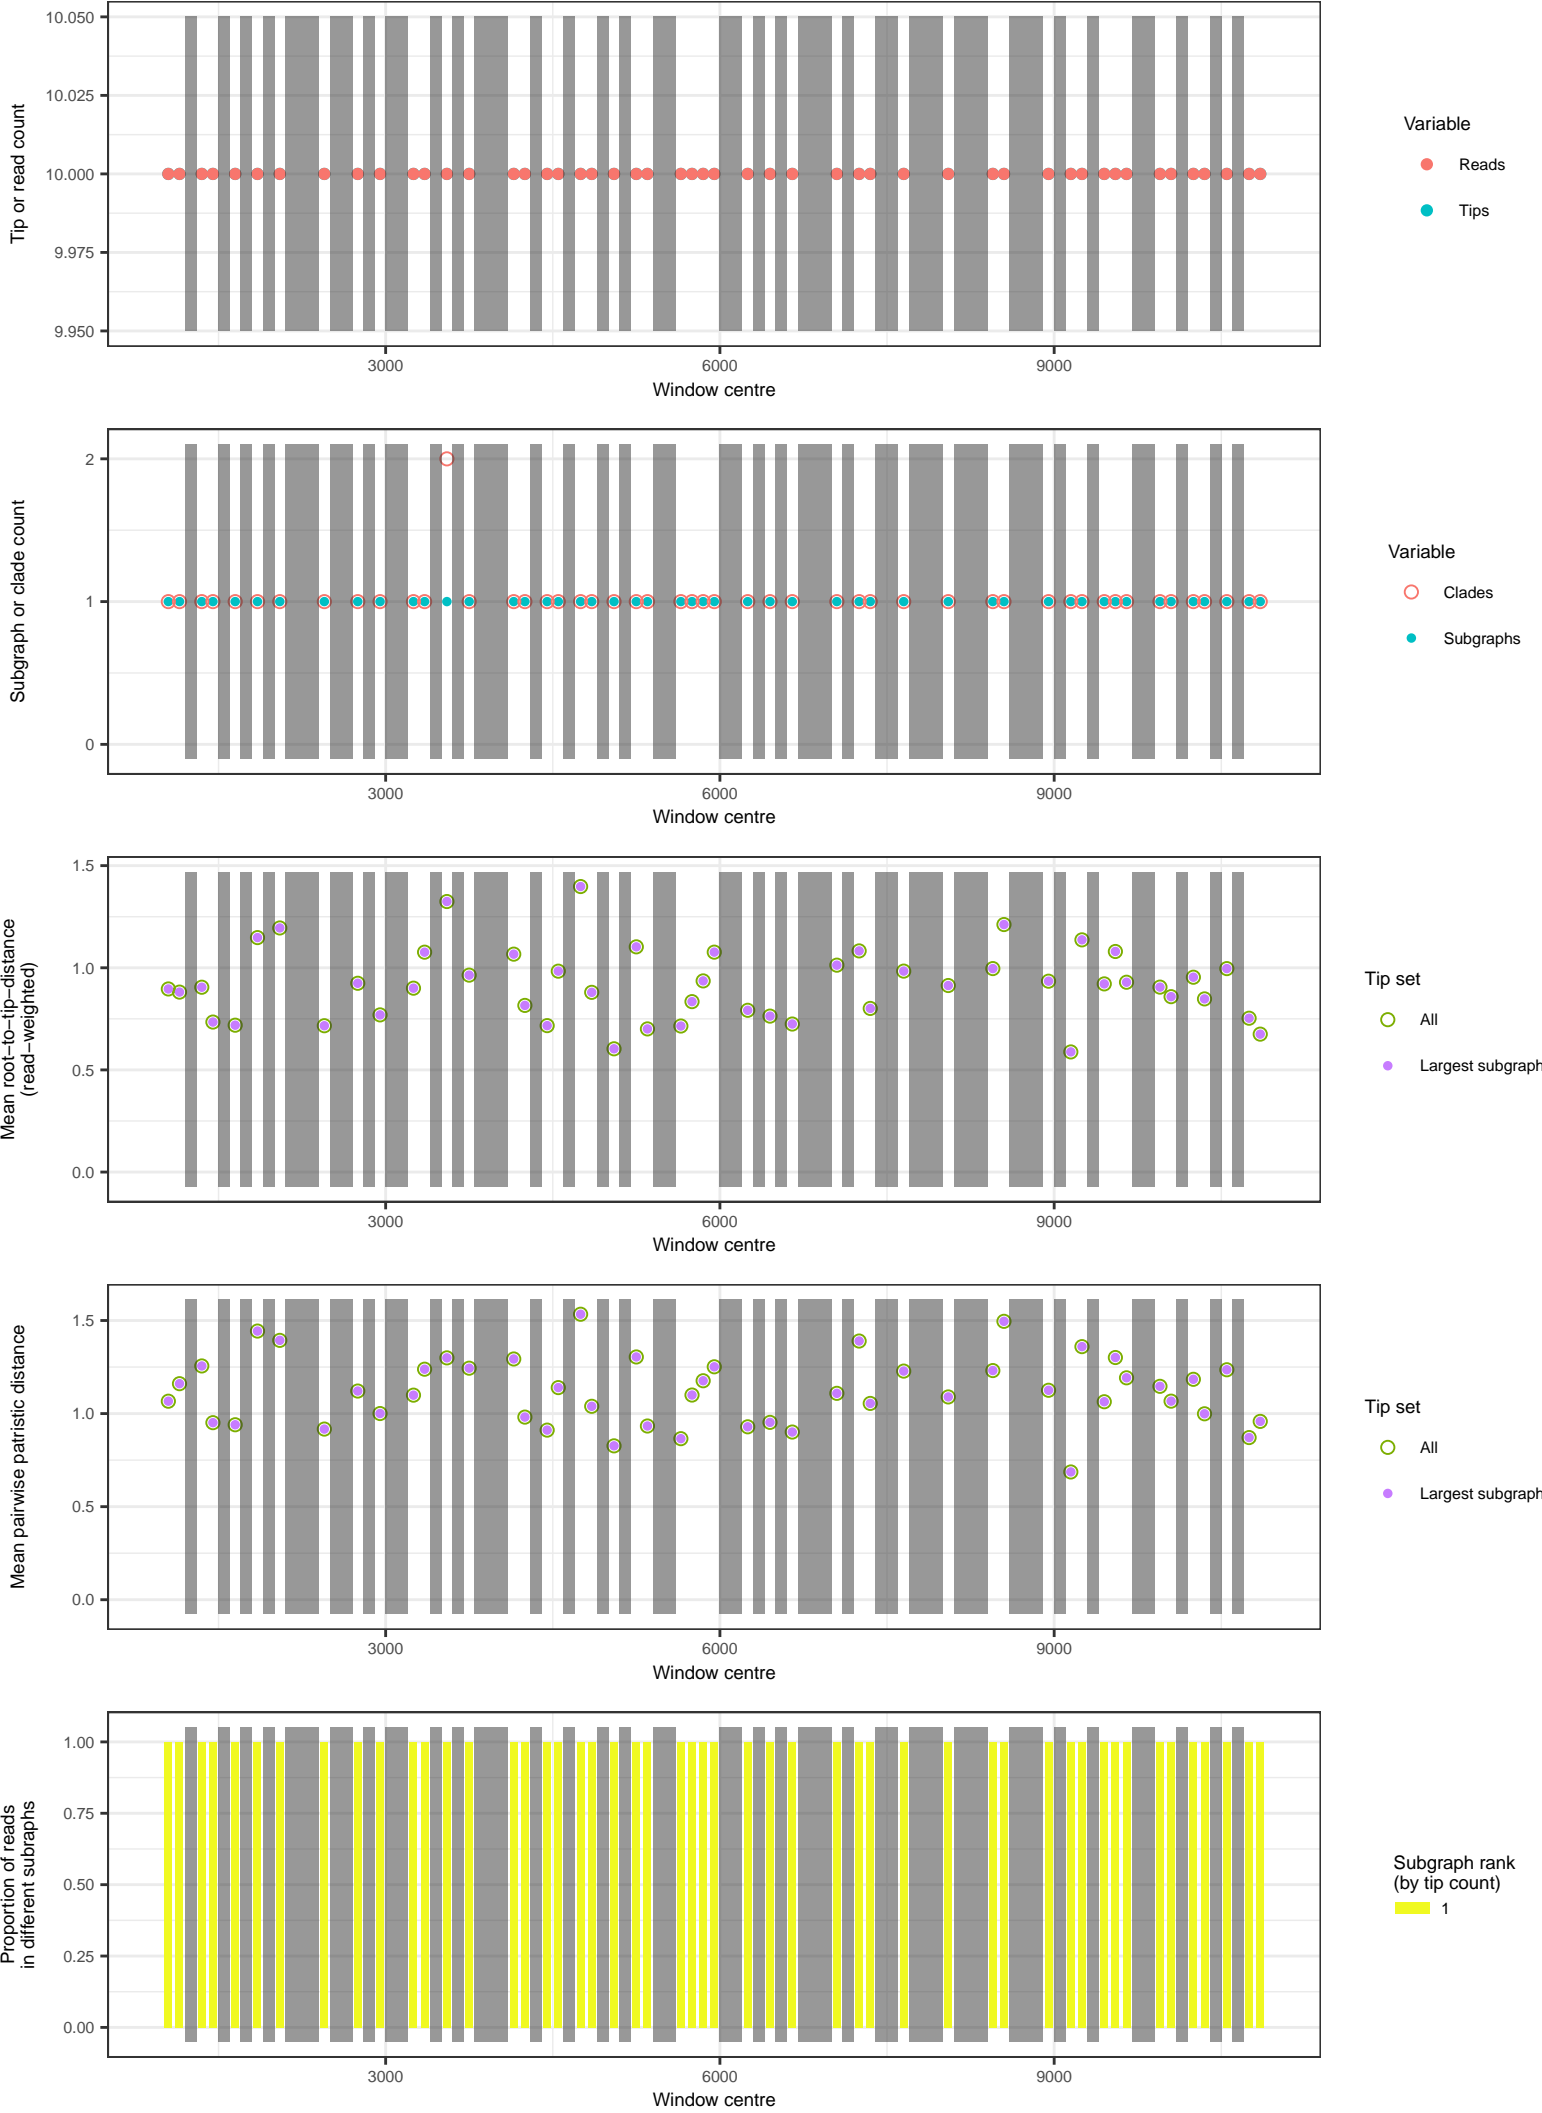 10.050
10.025
10.000
9.975
9.950
Tip or read count
3000
6000
9000
Window centre
Variable
Reads
Tips
2
1
0
Subgraph or clade count
3000
6000
9000
Window centre
Variable
Clades
Subgraphs
1.5
1.0
0.5
0.0
Mean root−to−tip−distance
(read−weighted)
3000
6000
9000
Window centre
Tip set
All
Largest subgraph
1.5
1.0
0.5
0.0
Mean pairwise patristic distance
3000
6000
9000
Window centre
Tip set
All
Largest subgraph
1.00
0.75
0.50
0.25
0.00
Proportion of reads
in different subraphs
3000
6000
9000
Window centre
Subgraph rank
(by tip count)
1